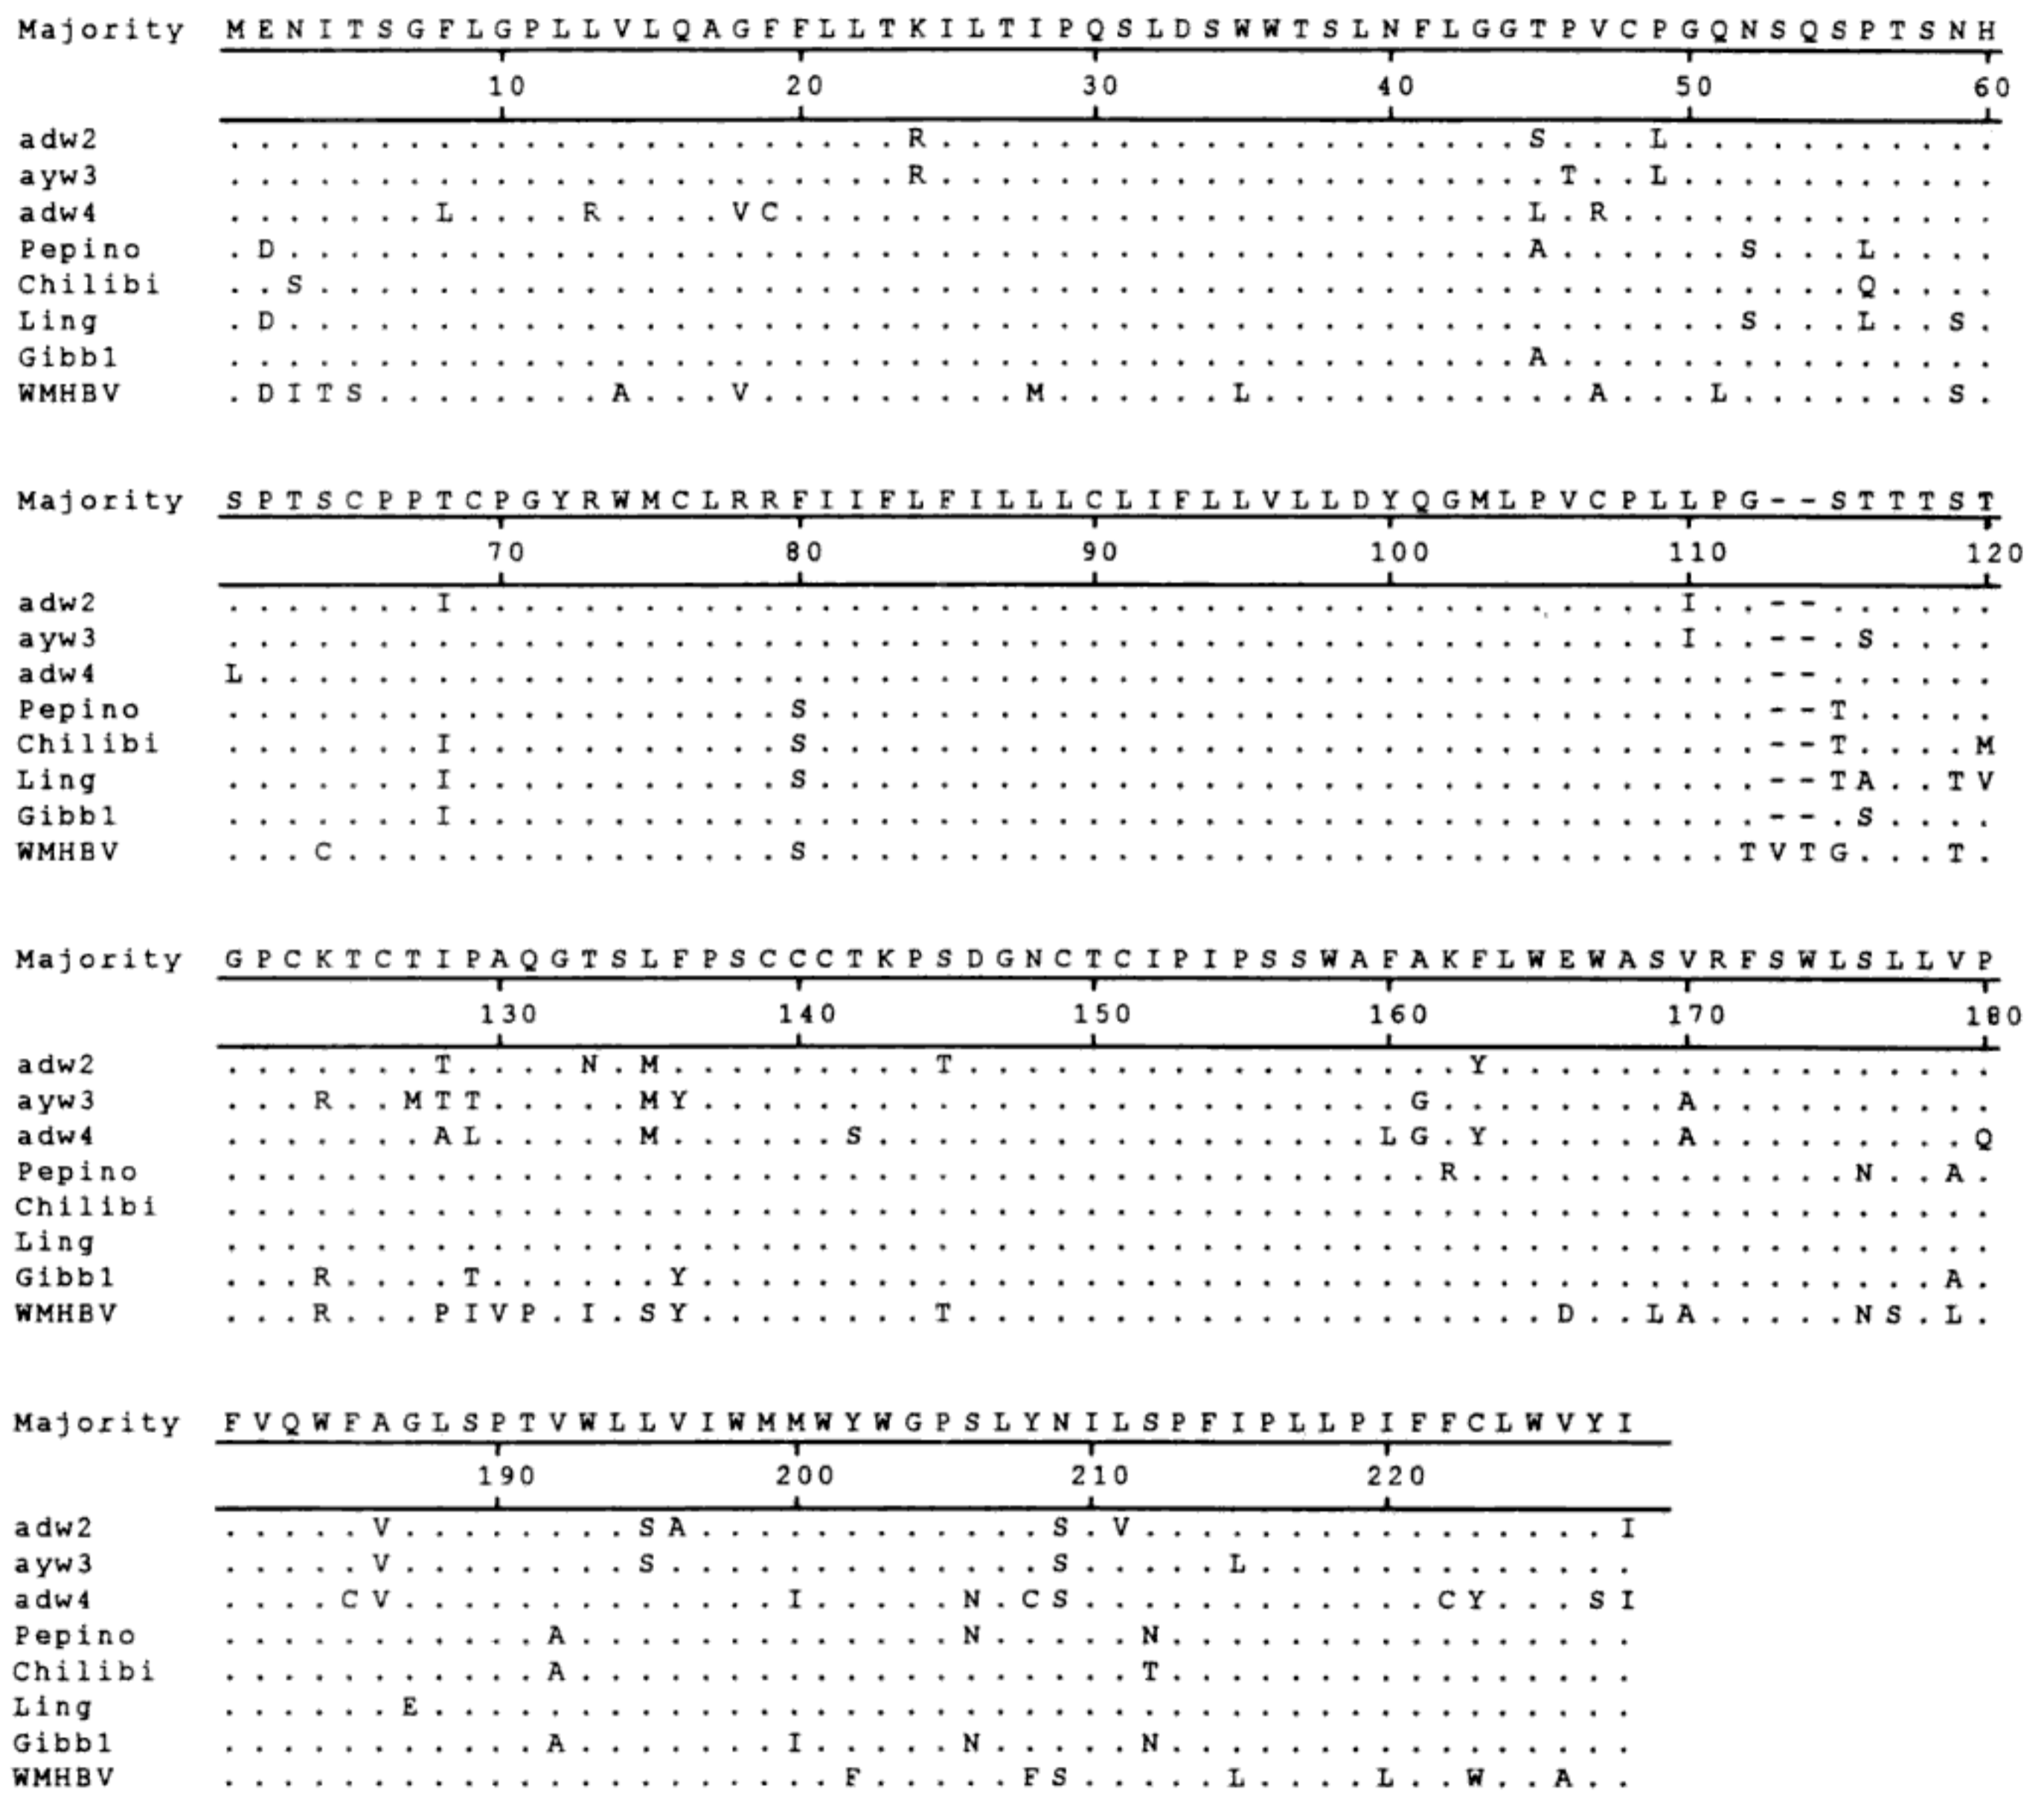 Majority MENITSGFLGPLLVLQAGFFLLTKILTIPQSLDSWWTSLNFLGGTPVCPGQNSQSPTSNH
10 20 30 40 50 60
adw2 .......................R....................S...L...........
ayw3 .......................R.....................T..L...........
adw4 .......L....R....VC.........................L.R.............
Pepino .D..........................................A......S...L....
Chilibi ..S....................................................Q....
Ling .D.................................................S...L..S.
Gibb1 ............................................A...............
WMHBV .DITS........A...V.........M......L...........A...L.......S.
Majority SPTSCPPTCPGYRWMCLRRFIIFLFILLLCLIFLLVLLDYQGMLPVCPLLPG--STTTST
70 80 90 100 110 120
adw2 .......I.........................................I..--......
ayw3 .................................................I..--.S....
adw4 L...................................................--......
Pepino ...................S................................--T.....
Chilibi .......I...........S................................--T....M
Ling .......I...........S................................--TA..TV
Gibb1 .......I............................................--.S....
WMHBV ...C...............S...............................TVTG...T.
Majority GPCKTCTIPAQGTSLFPSCCCTKPSDGNCTCIPIPSSWAFAKFLWEWASVRFSWLSLLVP
130 140 150 160 170 180
adw2 .......T....N.M.........T.................Y.................
ayw3 ...R..MTT.....MY........................G........A..........
adw4 .......AL.....M......S.................LG.Y......A.........Q
Pepino .........................................R.............N..A.
Chilibi ............................................................
Ling ............................................................
Gibb1 ...R....T......Y..........................................A.
WMHBV ...R...PIVP.I.SY........T....................D..LA.....NS.L.
Majority FVQWFAGLSPTVWLLVIWMMWYWGPSLYNILSPFIPLLPIFFCLWVYI
190 200 210 220
adw2 .....V........SA............S.V................I
ayw3 .....V........S.............S.....L.............
adw4 ....CV.............I.....N.CS............CY...SI
Pepino ...........A.............N.....N................
Chilibi ...........A...................T................
Ling ......E.........................................
Gibb1 ...........A.......I.....N.....N................
WMHBV .....................F.....FS.....L....L..W..A..